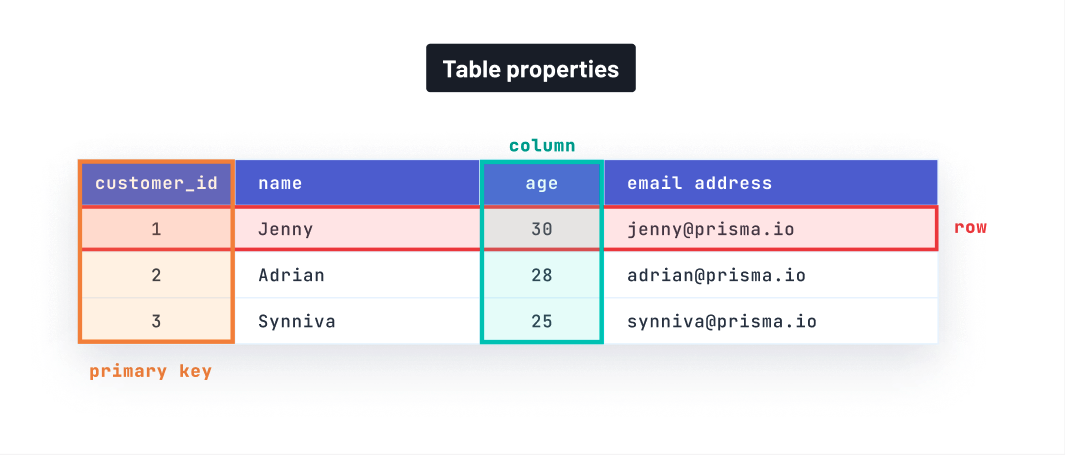 Table properties
column
customer_id name age email address
1 Jenny 30 jenny@prisma.io
row
2 Adrian 28 adrian@prisma.io
3 Synniva 25 synniva@prisma.io
primary key